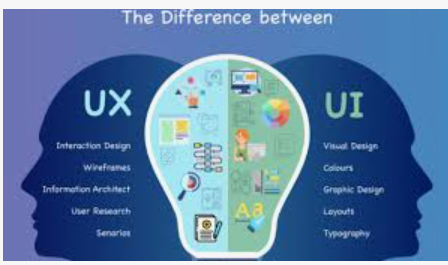 The Difference between
UX
Interaction Design
Wireframes
Information Architect
User Research
Senarios
Aa
UI
Visual Design
Colours
Graphic Design
Layouts
Typography